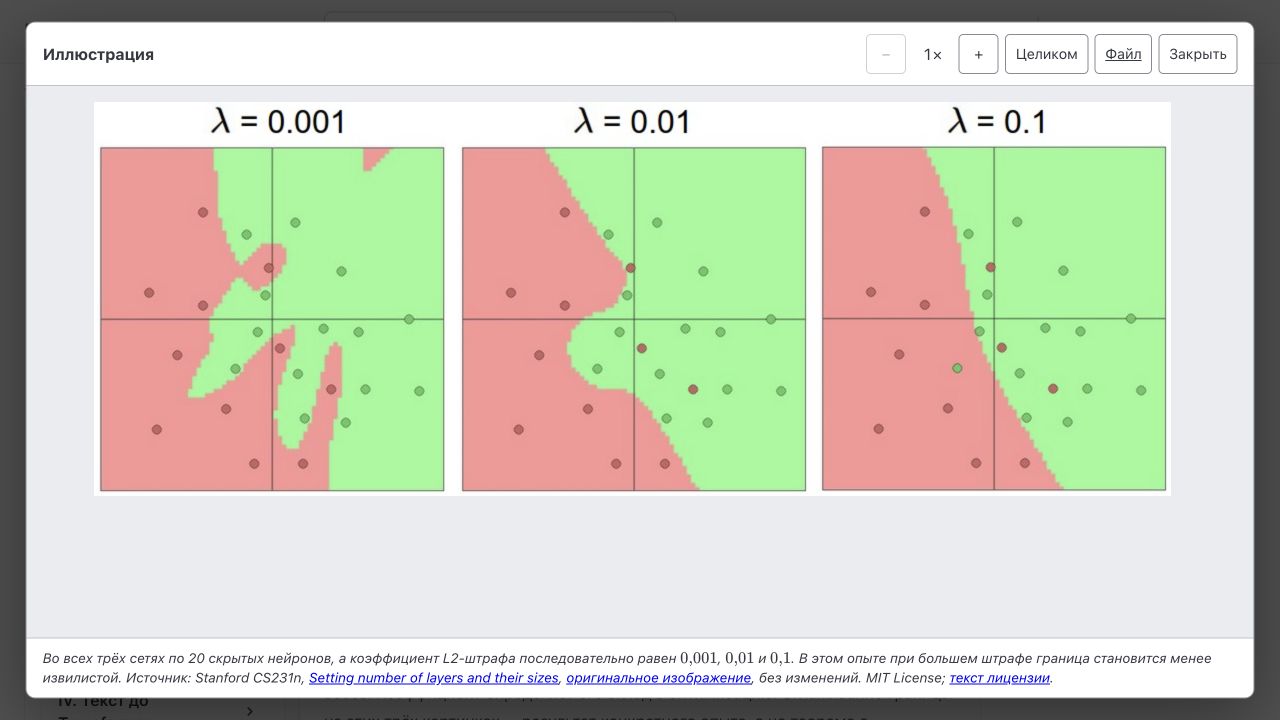 Иллюстрация
−
1×
+
Целиком
Файл
Закрыть
λ = 0.001
λ = 0.01
λ = 0.1
Во всех трёх сетях по 20 скрытых нейронов, а коэффициент L2-штрафа последовательно равен 0,001, 0,01 и 0,1. В этом опыте при большем штрафе граница становится менее
извилистой. Источник: Stanford CS231n, Setting number of layers and their sizes, оригинальное изображение, без изменений. MIT License; текст лицензии.
IV. Текст до